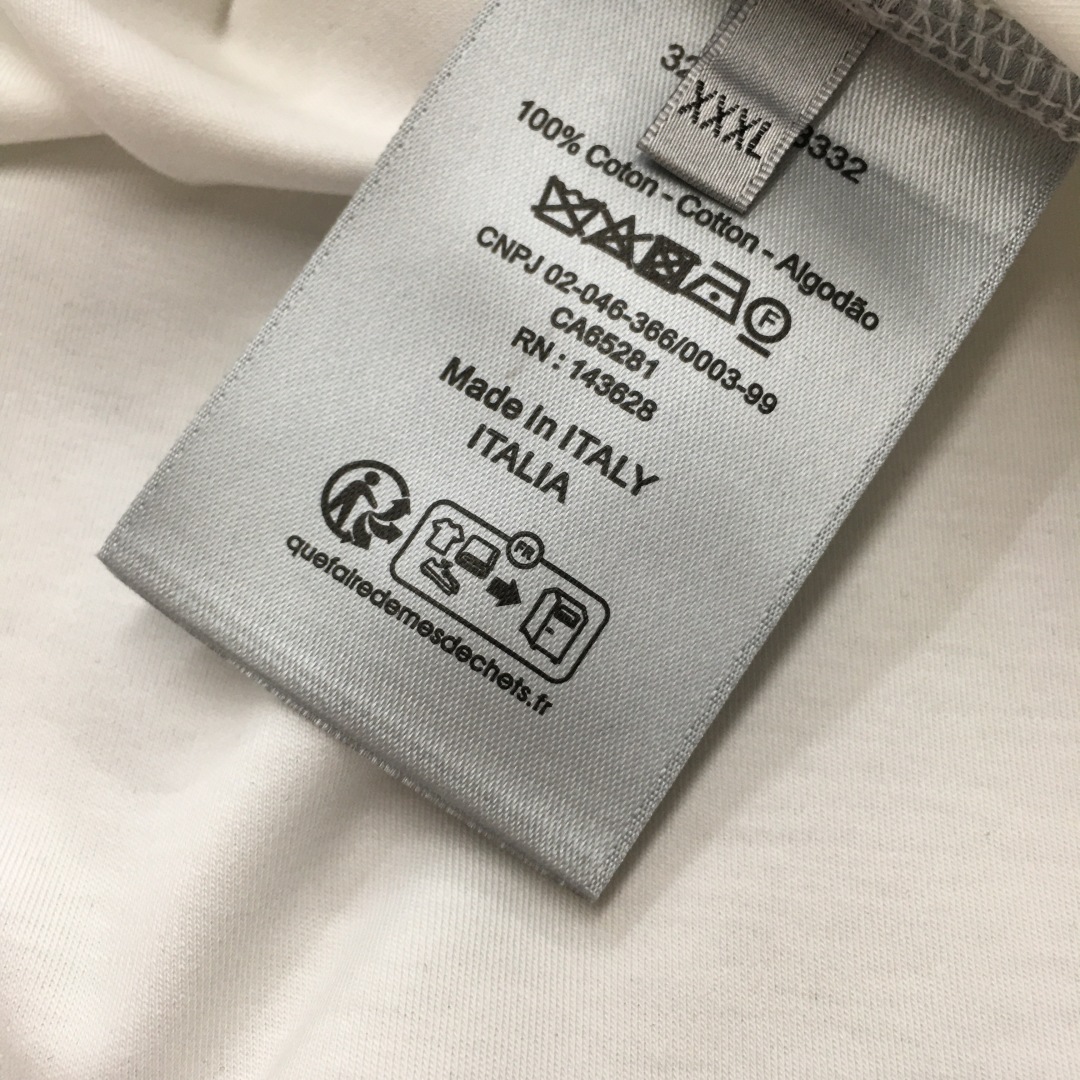 XXXL
100% Coton - Cotton - Algodão
F
CNPJ 02-046-366/0003-99
CA65281
RN : 143628
Made In ITALY
ITALIA
FR
quefairedemesdechets.fr